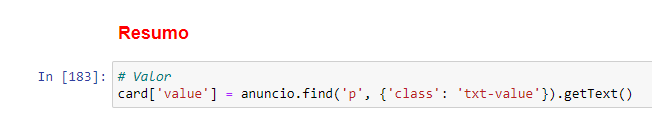 Resumo
In [183]: # Valor
card['value'] = anuncio.find('p', {'class': 'txt-value'}).getText()